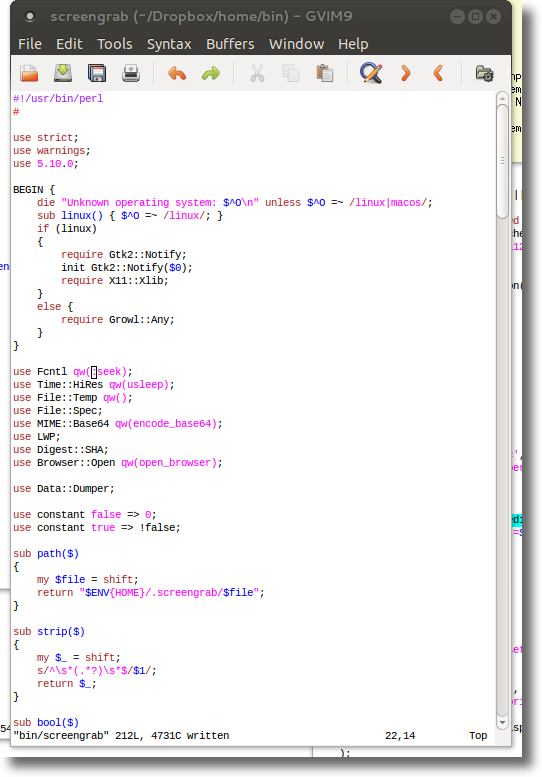 screengrab (~/Dropbox/home/bin) - GVIM9
File Edit Tools Syntax Buffers Window Help
#!/usr/bin/perl
#
use strict;
use warnings;
use 5.10.0;
BEGIN {
    die "Unknown operating system: $^O\n" unless $^O =~ /linux|macos/;
    sub linux() { $^O =~ /linux/; }
    if (linux)
    {
        require Gtk2::Notify;
        init Gtk2::Notify($0);
        require X11::Xlib;
    }
    else {
        require Growl::Any;
    }
}
use Fcntl qw(:seek);
use Time::HiRes qw(usleep);
use File::Temp qw();
use File::Spec;
use MIME::Base64 qw(encode_base64);
use LWP;
use Digest::SHA;
use Browser::Open qw(open_browser);
use Data::Dumper;
use constant false => 0;
use constant true => !false;
sub path($)
{
    my $file = shift;
    return "$ENV{HOME}/.screengrab/$file";
}
sub strip($)
{
    my $_ = shift;
    s/^\s*(.*?)\s*$/$1/;
    return $_;
}
sub bool($)
"bin/screengrab" 212L, 4731C written 22,14 Top
);